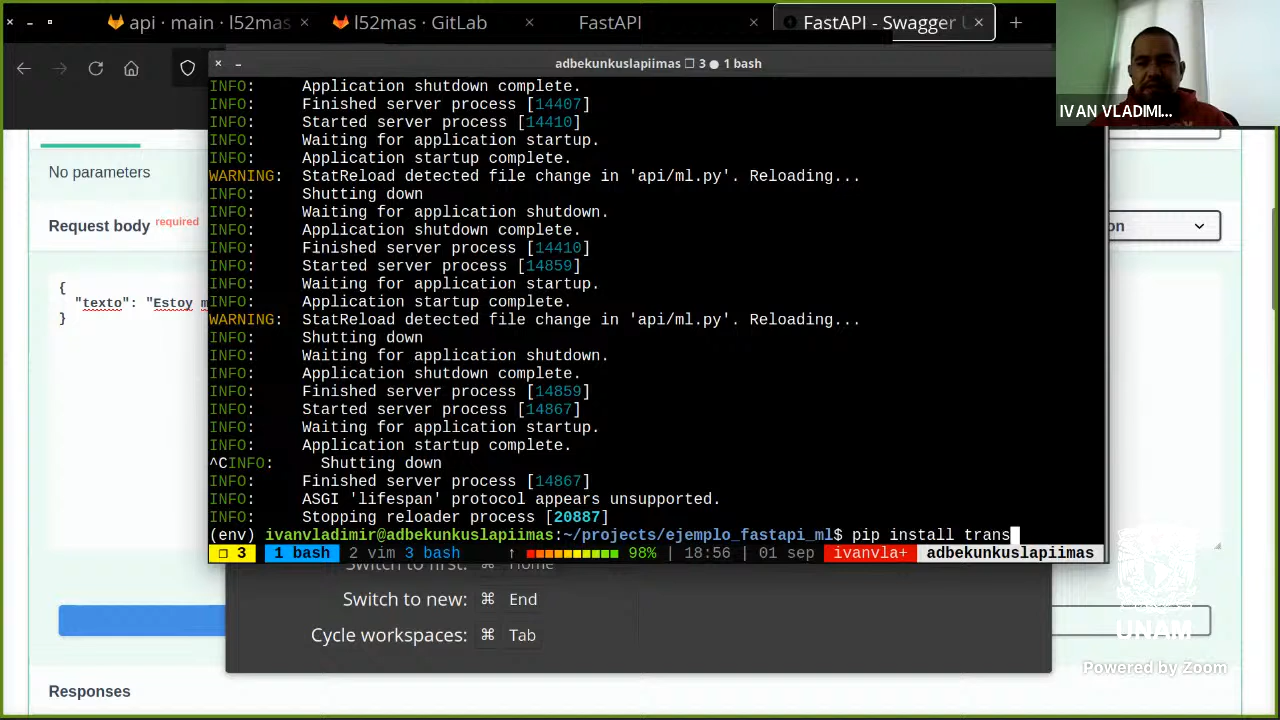 api · main · l52mas
l52mas · GitLab
FastAPI
FastAPI - Swagger U
IVAN VLADIMI...
adbekunkuslapiimas ❐ 3 ● 1 bash
INFO: Application shutdown complete.
INFO: Finished server process [14407]
INFO: Started server process [14410]
INFO: Waiting for application startup.
INFO: Application startup complete.
WARNING: StatReload detected file change in 'api/ml.py'. Reloading...
INFO: Shutting down
INFO: Waiting for application shutdown.
INFO: Application shutdown complete.
INFO: Finished server process [14410]
INFO: Started server process [14859]
INFO: Waiting for application startup.
INFO: Application startup complete.
WARNING: StatReload detected file change in 'api/ml.py'. Reloading...
INFO: Shutting down
INFO: Waiting for application shutdown.
INFO: Application shutdown complete.
INFO: Finished server process [14859]
INFO: Started server process [14867]
INFO: Waiting for application startup.
INFO: Application startup complete.
^CINFO: Shutting down
INFO: Finished server process [14867]
INFO: ASGI 'lifespan' protocol appears unsupported.
INFO: Stopping reloader process [20887]
(env) ivanvladimir@adbekunkuslapiimas:~/projects/ejemplo_fastapi_ml$ pip install trans
❐ 3 1 bash 2 vim 3 bash ↑ 98% | 18:56 | 01 sep ivanvla+ adbekunkuslapiimas
No parameters
Request body required
on
{
"texto": "Estoy m
}
Switch to first: ⌘ Home
Switch to new: ⌘ End
Cycle workspaces: ⌘ Tab
Responses
UNAM
Powered by Zoom